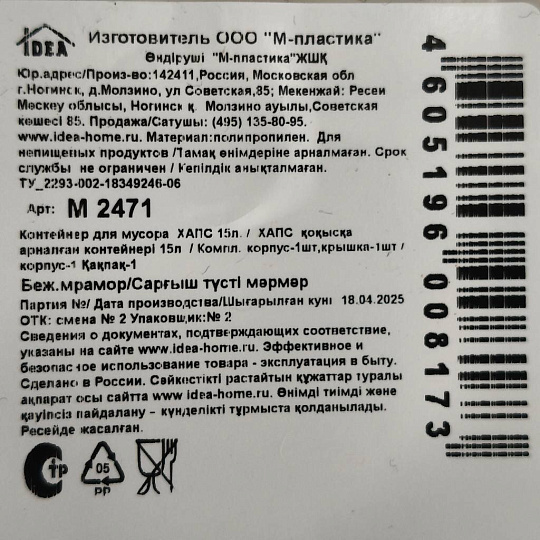 IDEA
Изготовитель ООО "М-пластика"
Өндіруші "М-пластика"ЖШҚ
Юр.адрес/Произ-во:142411,Россия, Московская обл
г.Ногинск, д.Молзино, ул Советская,85; Мекенжай: Ресей
Мәскеу облысы, Ногинск қ. Молзино ауылы,Советская
көшесі 85. Продажа/Сатушы: (495) 135-80-95.
www.idea-home.ru. Материал:полипропилен. Для
непищевых продуктов /Тамақ өнімдеріне арналмаған. Срок
службы не ограничен / Кепілдік анықталмаған.
ТУ_2293-002-18349246-06
Арт: М 2471
Контейнер для мусора ХАПС 15л. / ХАПС қоқысқа
арналған контейнері 15л / Компл. корпус-1шт,крышка-1шт /
корпус-1 Қақпақ-1
Беж.мрамор/Сарғыш түсті мәрмәр
Партия №/ Дата производства/Шығарылған күні 18.04.2025
ОТК: смена № 2 Упаковщик:№ 2
Сведения о документах, подтверждающих соответствие,
указаны на сайте www.idea-home.ru. Эффективное и
безопасное использование товара - эксплуатация в быту.
Сделано в России. Сәйкестікті растайтын құжаттар туралы
ақпарат осы сайтта www.idea-home.ru. Өнімді тиімді және
қауіпсіз пайдалану - күнделікті тұрмыста қолданылады.
Ресейде жасалған.
СТР
05
PP
4 605196 008173